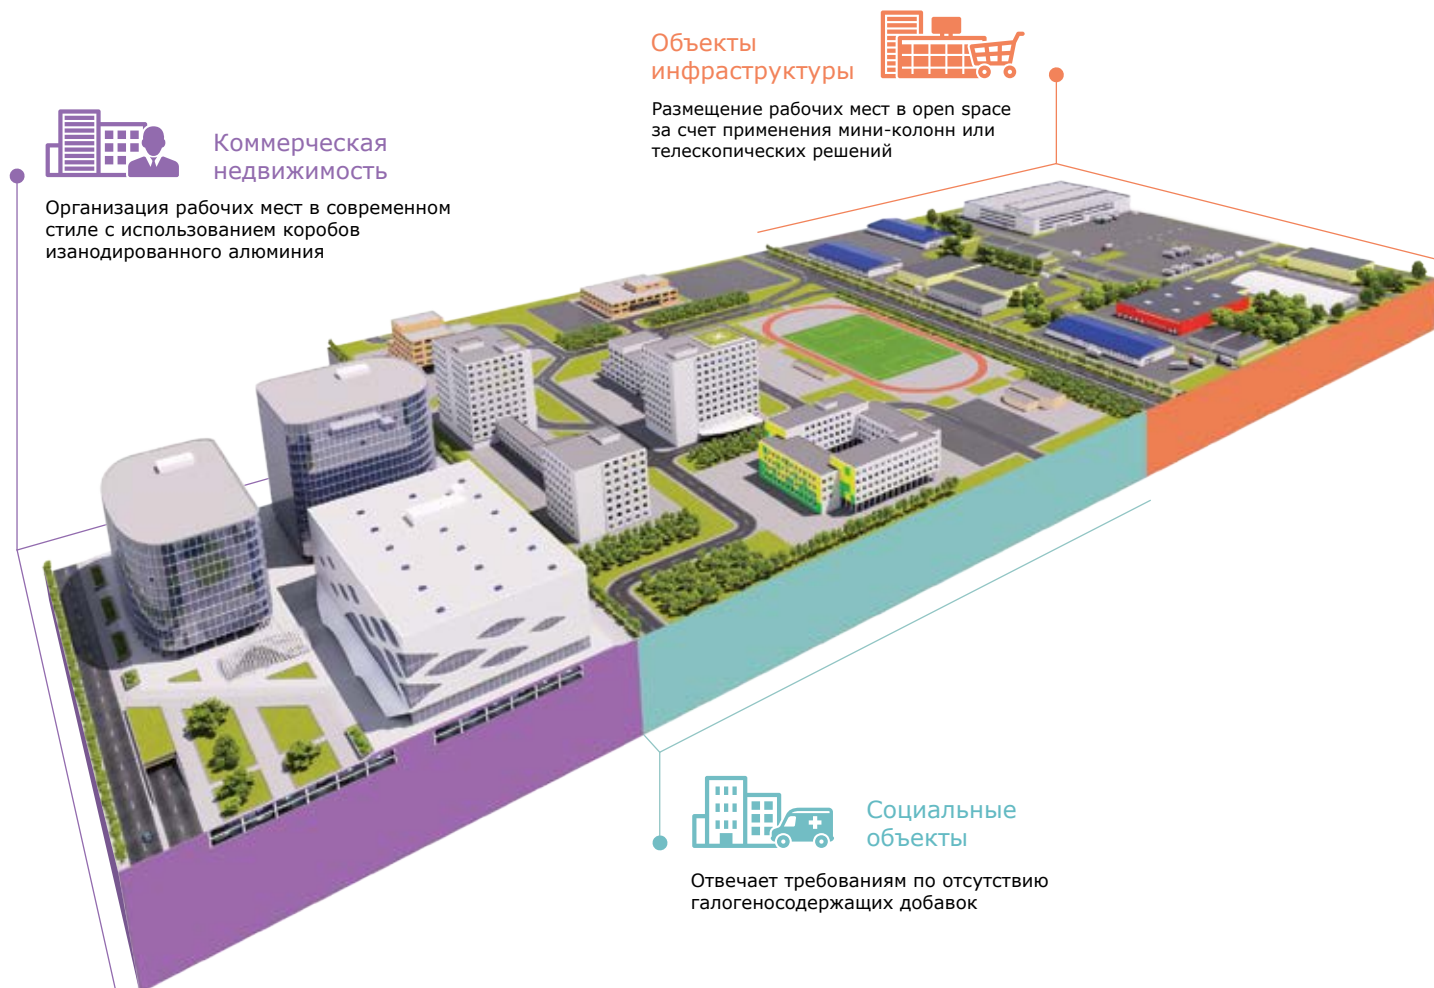 Объекты
инфраструктуры
Размещение рабочих мест в open space
за счет применения мини-колонн или
телескопических решений
Коммерческая
недвижимость
Организация рабочих мест в современном
стиле с использованием коробов
изанодированного алюминия
Социальные
объекты
Отвечает требованиям по отсутствию
галогеносодержащих добавок